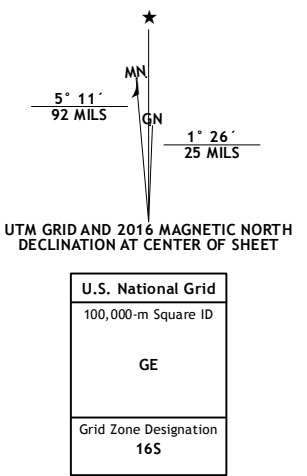 MN
GN
5° 11´
92 MILS
1° 26´
25 MILS
UTM GRID AND 2016 MAGNETIC NORTH
DECLINATION AT CENTER OF SHEET
U.S. National Grid
100,000-m Square ID
GE
Grid Zone Designation
16S